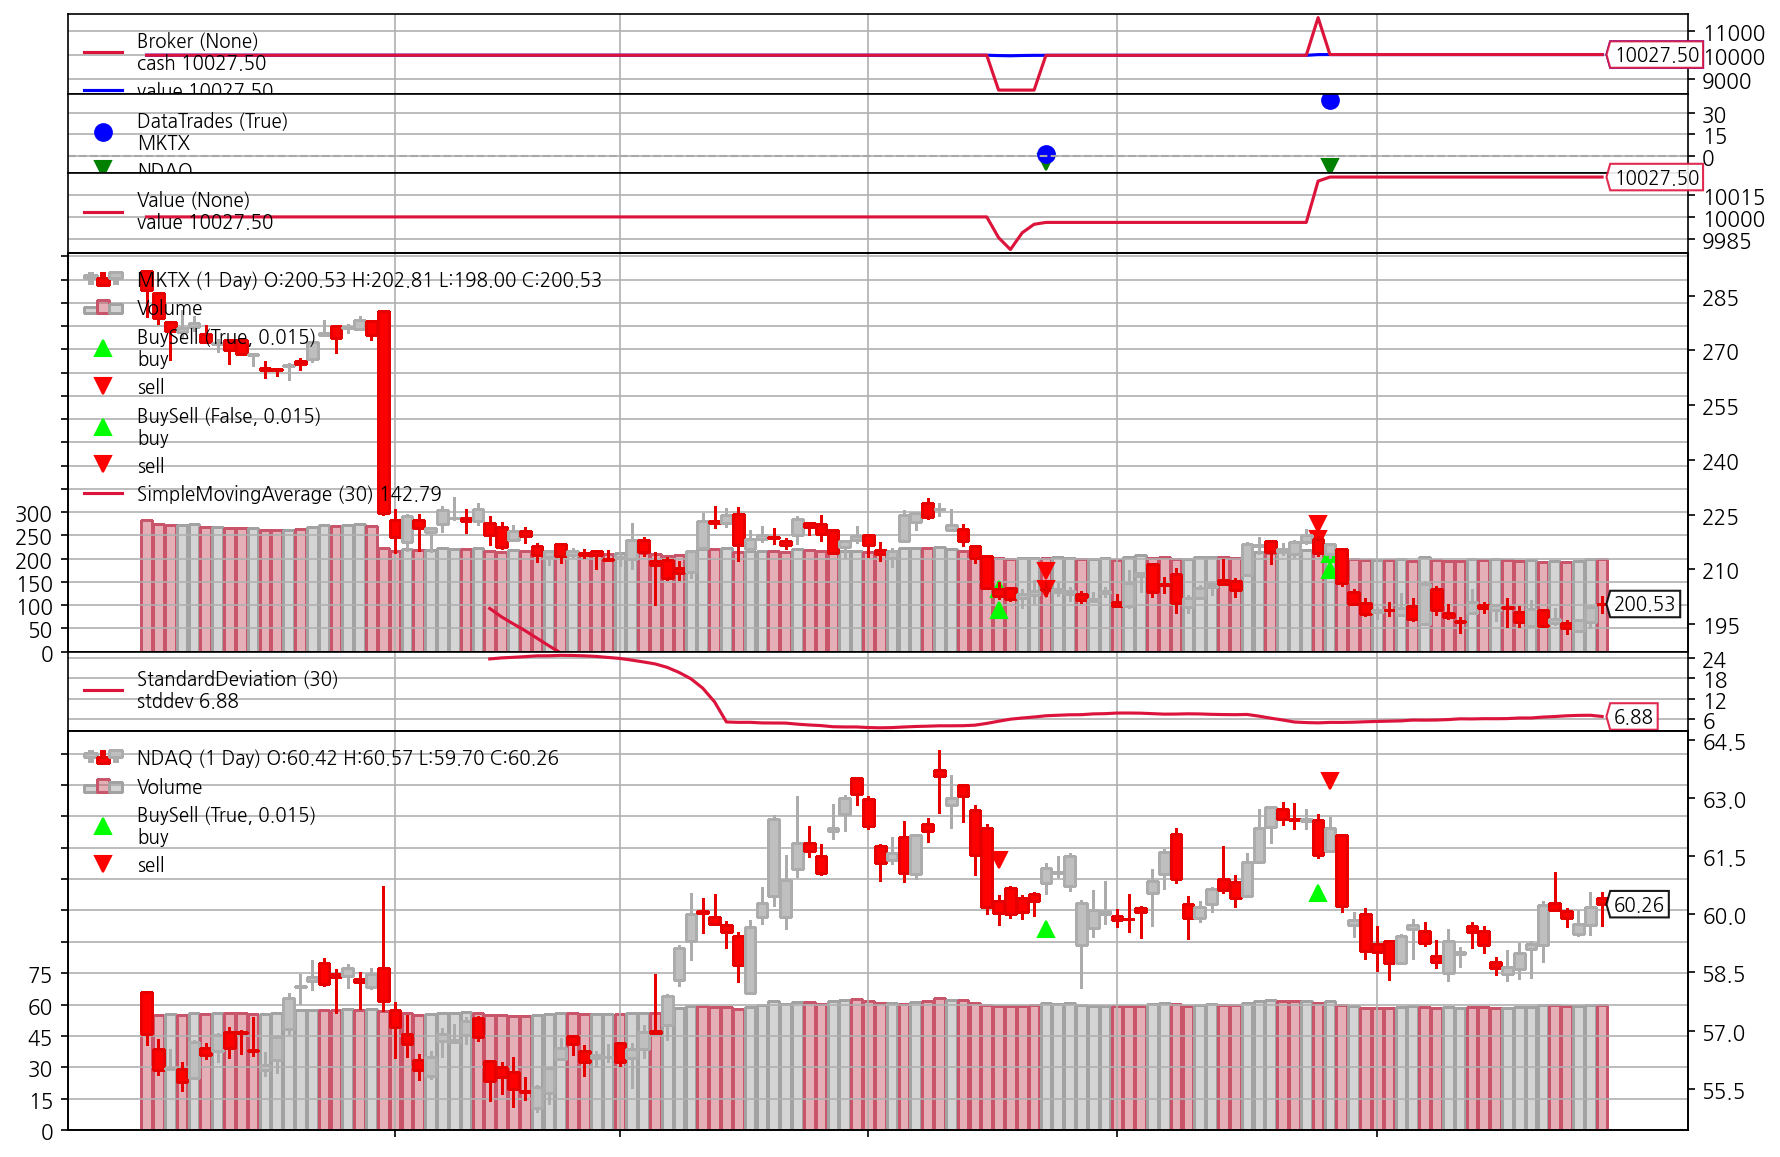 Broker (None)
cash 10027.50
value 10027.50
11000
10027.50
10000
9000
DataTrades (True)
MKTX
NDAQ
30
15
0
Value (None)
value 10027.50
10027.50
10015
10000
9985
MKTX (1 Day) O:200.53 H:202.81 L:198.00 C:200.53
Volume
BuySell (True, 0.015)
buy
sell
BuySell (False, 0.015)
buy
sell
SimpleMovingAverage (30) 142.79
285
270
255
240
225
210
200.53
195
300
250
200
150
100
50
0
StandardDeviation (30)
stddev 6.88
24
18
12
6
6.88
NDAQ (1 Day) O:60.42 H:60.57 L:59.70 C:60.26
Volume
BuySell (True, 0.015)
buy
sell
64.5
63.0
61.5
60.26
60.0
58.5
57.0
55.5
75
60
45
30
15
0